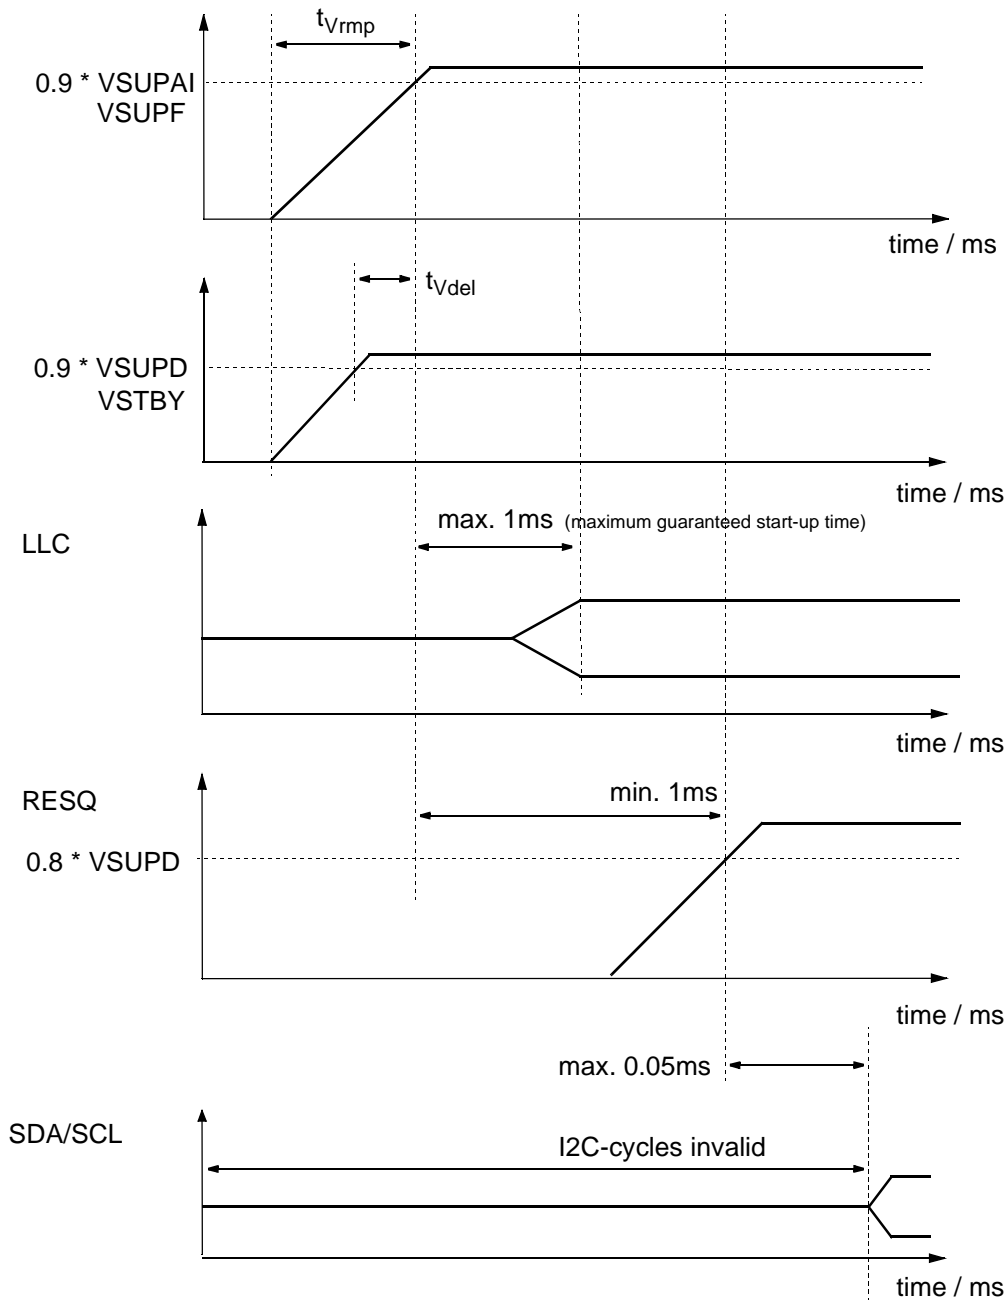 tVrmp
0.9 * VSUPAI
VSUPF
time / ms
tVdel
0.9 * VSUPD
VSTBY
time / ms
max. 1ms (maximum guaranteed start-up time)
LLC
time / ms
RESQ
min. 1ms
0.8 * VSUPD
time / ms
max. 0.05ms
SDA/SCL
I2C-cycles invalid
time / ms